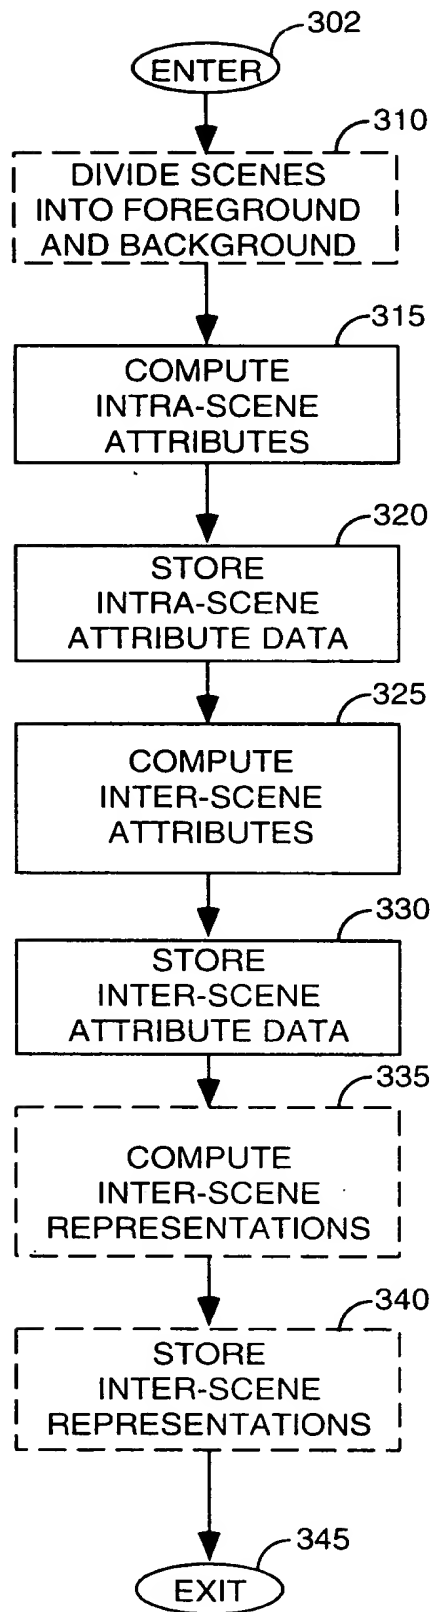 302
ENTER
310
DIVIDE SCENES
INTO FOREGROUND
AND BACKGROUND
315
COMPUTE
INTRA-SCENE
ATTRIBUTES
320
STORE
INTRA-SCENE
ATTRIBUTE DATA
325
COMPUTE
INTER-SCENE
ATTRIBUTES
330
STORE
INTER-SCENE
ATTRIBUTE DATA
335
COMPUTE
INTER-SCENE
REPRESENTATIONS
340
STORE
INTER-SCENE
REPRESENTATIONS
345
EXIT